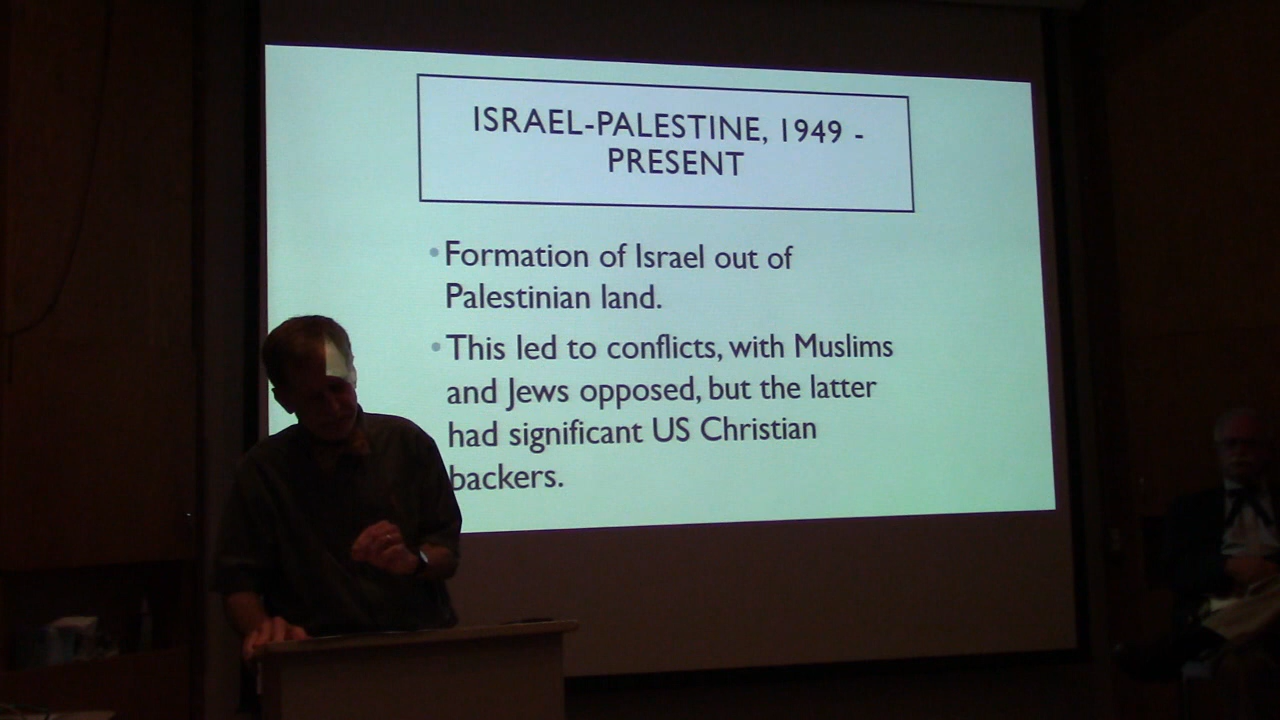 ISRAEL-PALESTINE, 1949 -
PRESENT
•Formation of Israel out of
Palestinian land.
•This led to conflicts, with Muslims
and Jews opposed, but the latter
had significant US Christian
backers.